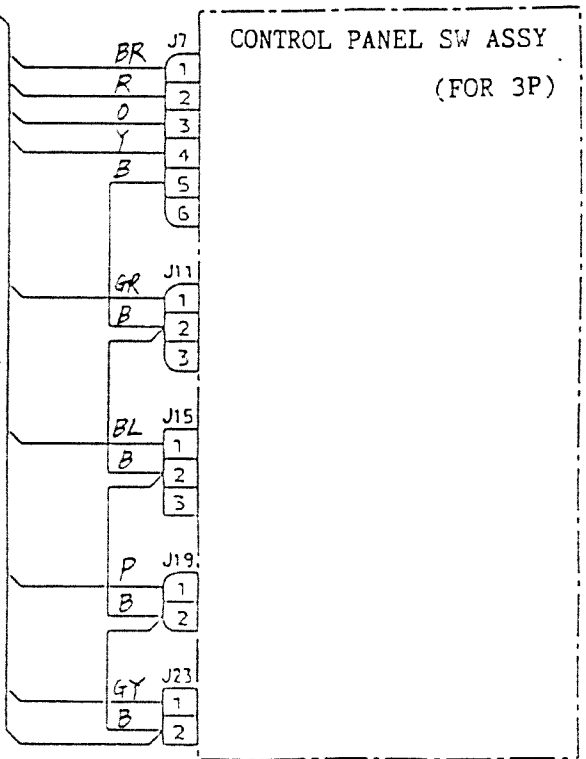 CONTROL PANEL SW ASSY
(FOR 3P)
J7
BR 1
R 2
O 3
Y 4
B 5
6
J11
GR 1
B 2
3
J15
BL 1
B 2
3
J19
P 1
B 2
J23
GY 1
B 2